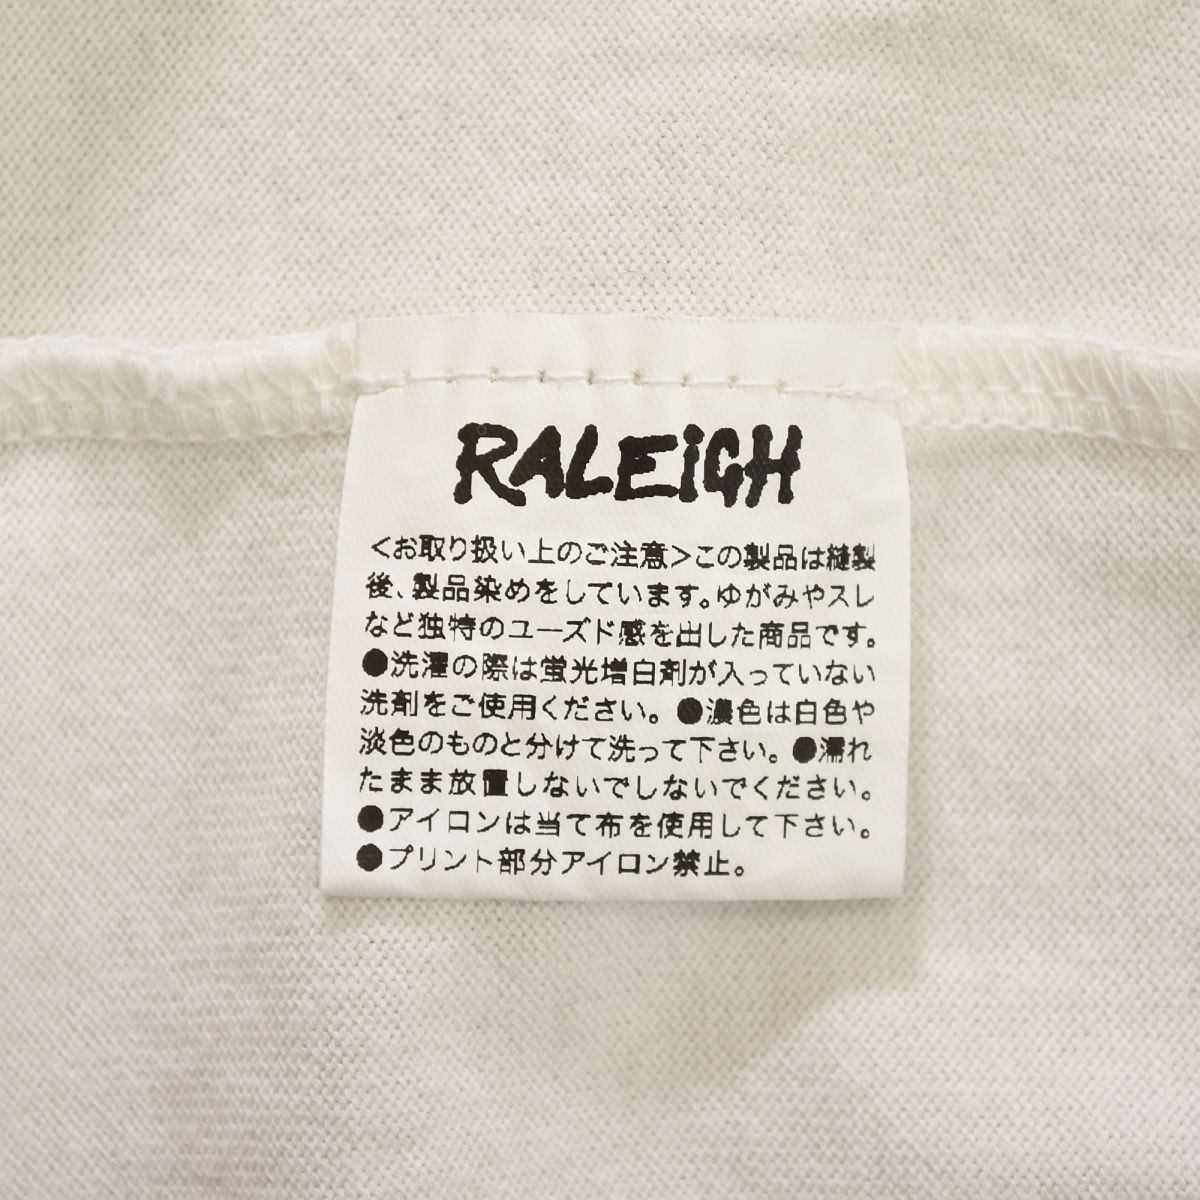 RALEiGH
<お取り扱い上のご注意>この製品は縫製
後、製品染めをしています。ゆがみやスレ
など独特のユーズド感を出した商品です。
●洗濯の際は蛍光増白剤が入っていない
洗剤をご使用ください。●濃色は白色や
淡色のものと分けて洗って下さい。●濡れ
たまま放置しないでしないでください。
●アイロンは当て布を使用して下さい。
●プリント部分アイロン禁止。